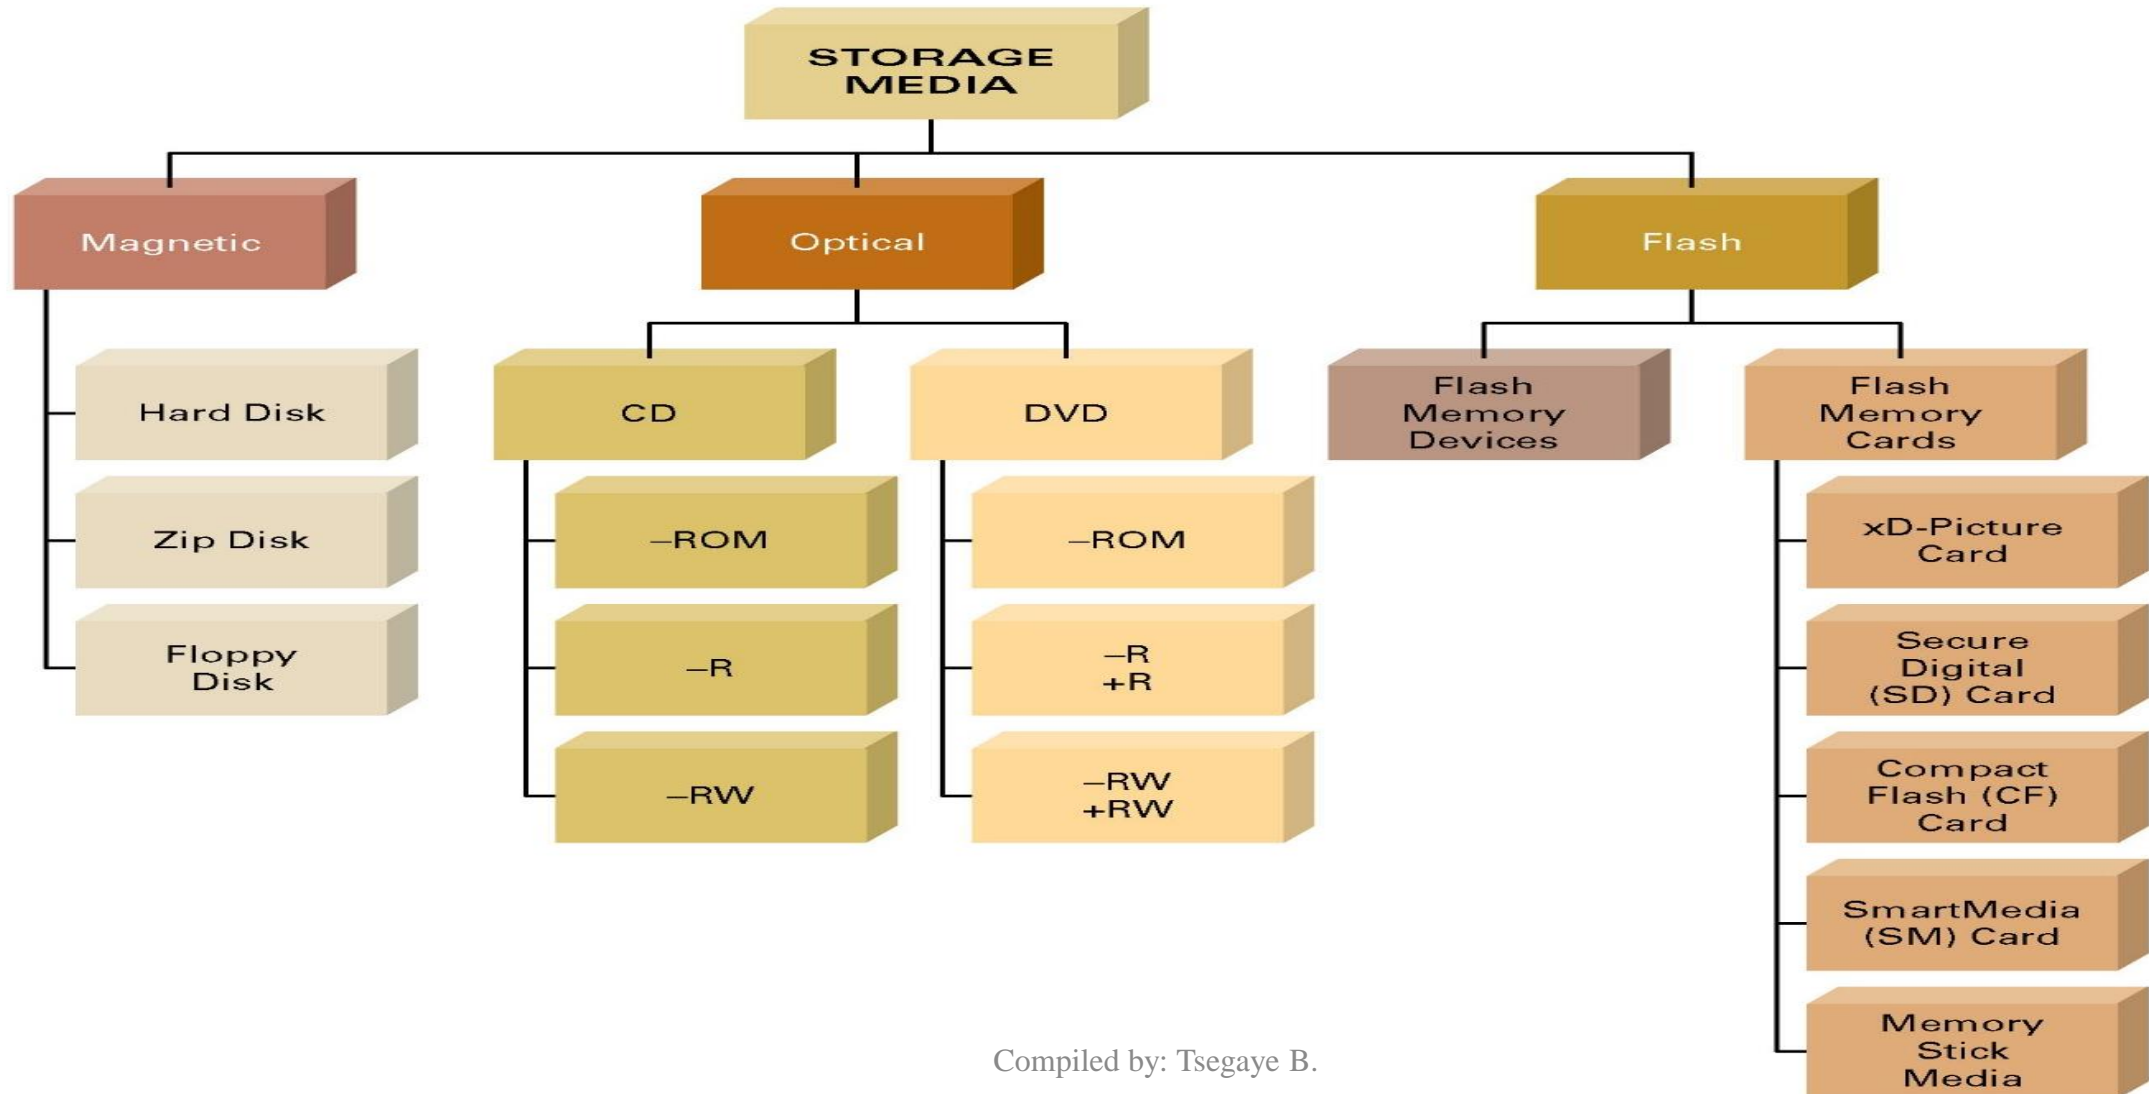 STORAGE
MEDIA
Magnetic
Optical
Flash
Hard Disk
Zip Disk
Floppy
Disk
CD
–ROM
–R
–RW
DVD
–ROM
–R
+R
–RW
+RW
Flash
Memory
Devices
Flash
Memory
Cards
xD-Picture
Card
Secure
Digital
(SD) Card
Compact
Flash (CF)
Card
SmartMedia
(SM) Card
Memory
Stick
Media
Compiled by: Tsegaye B.